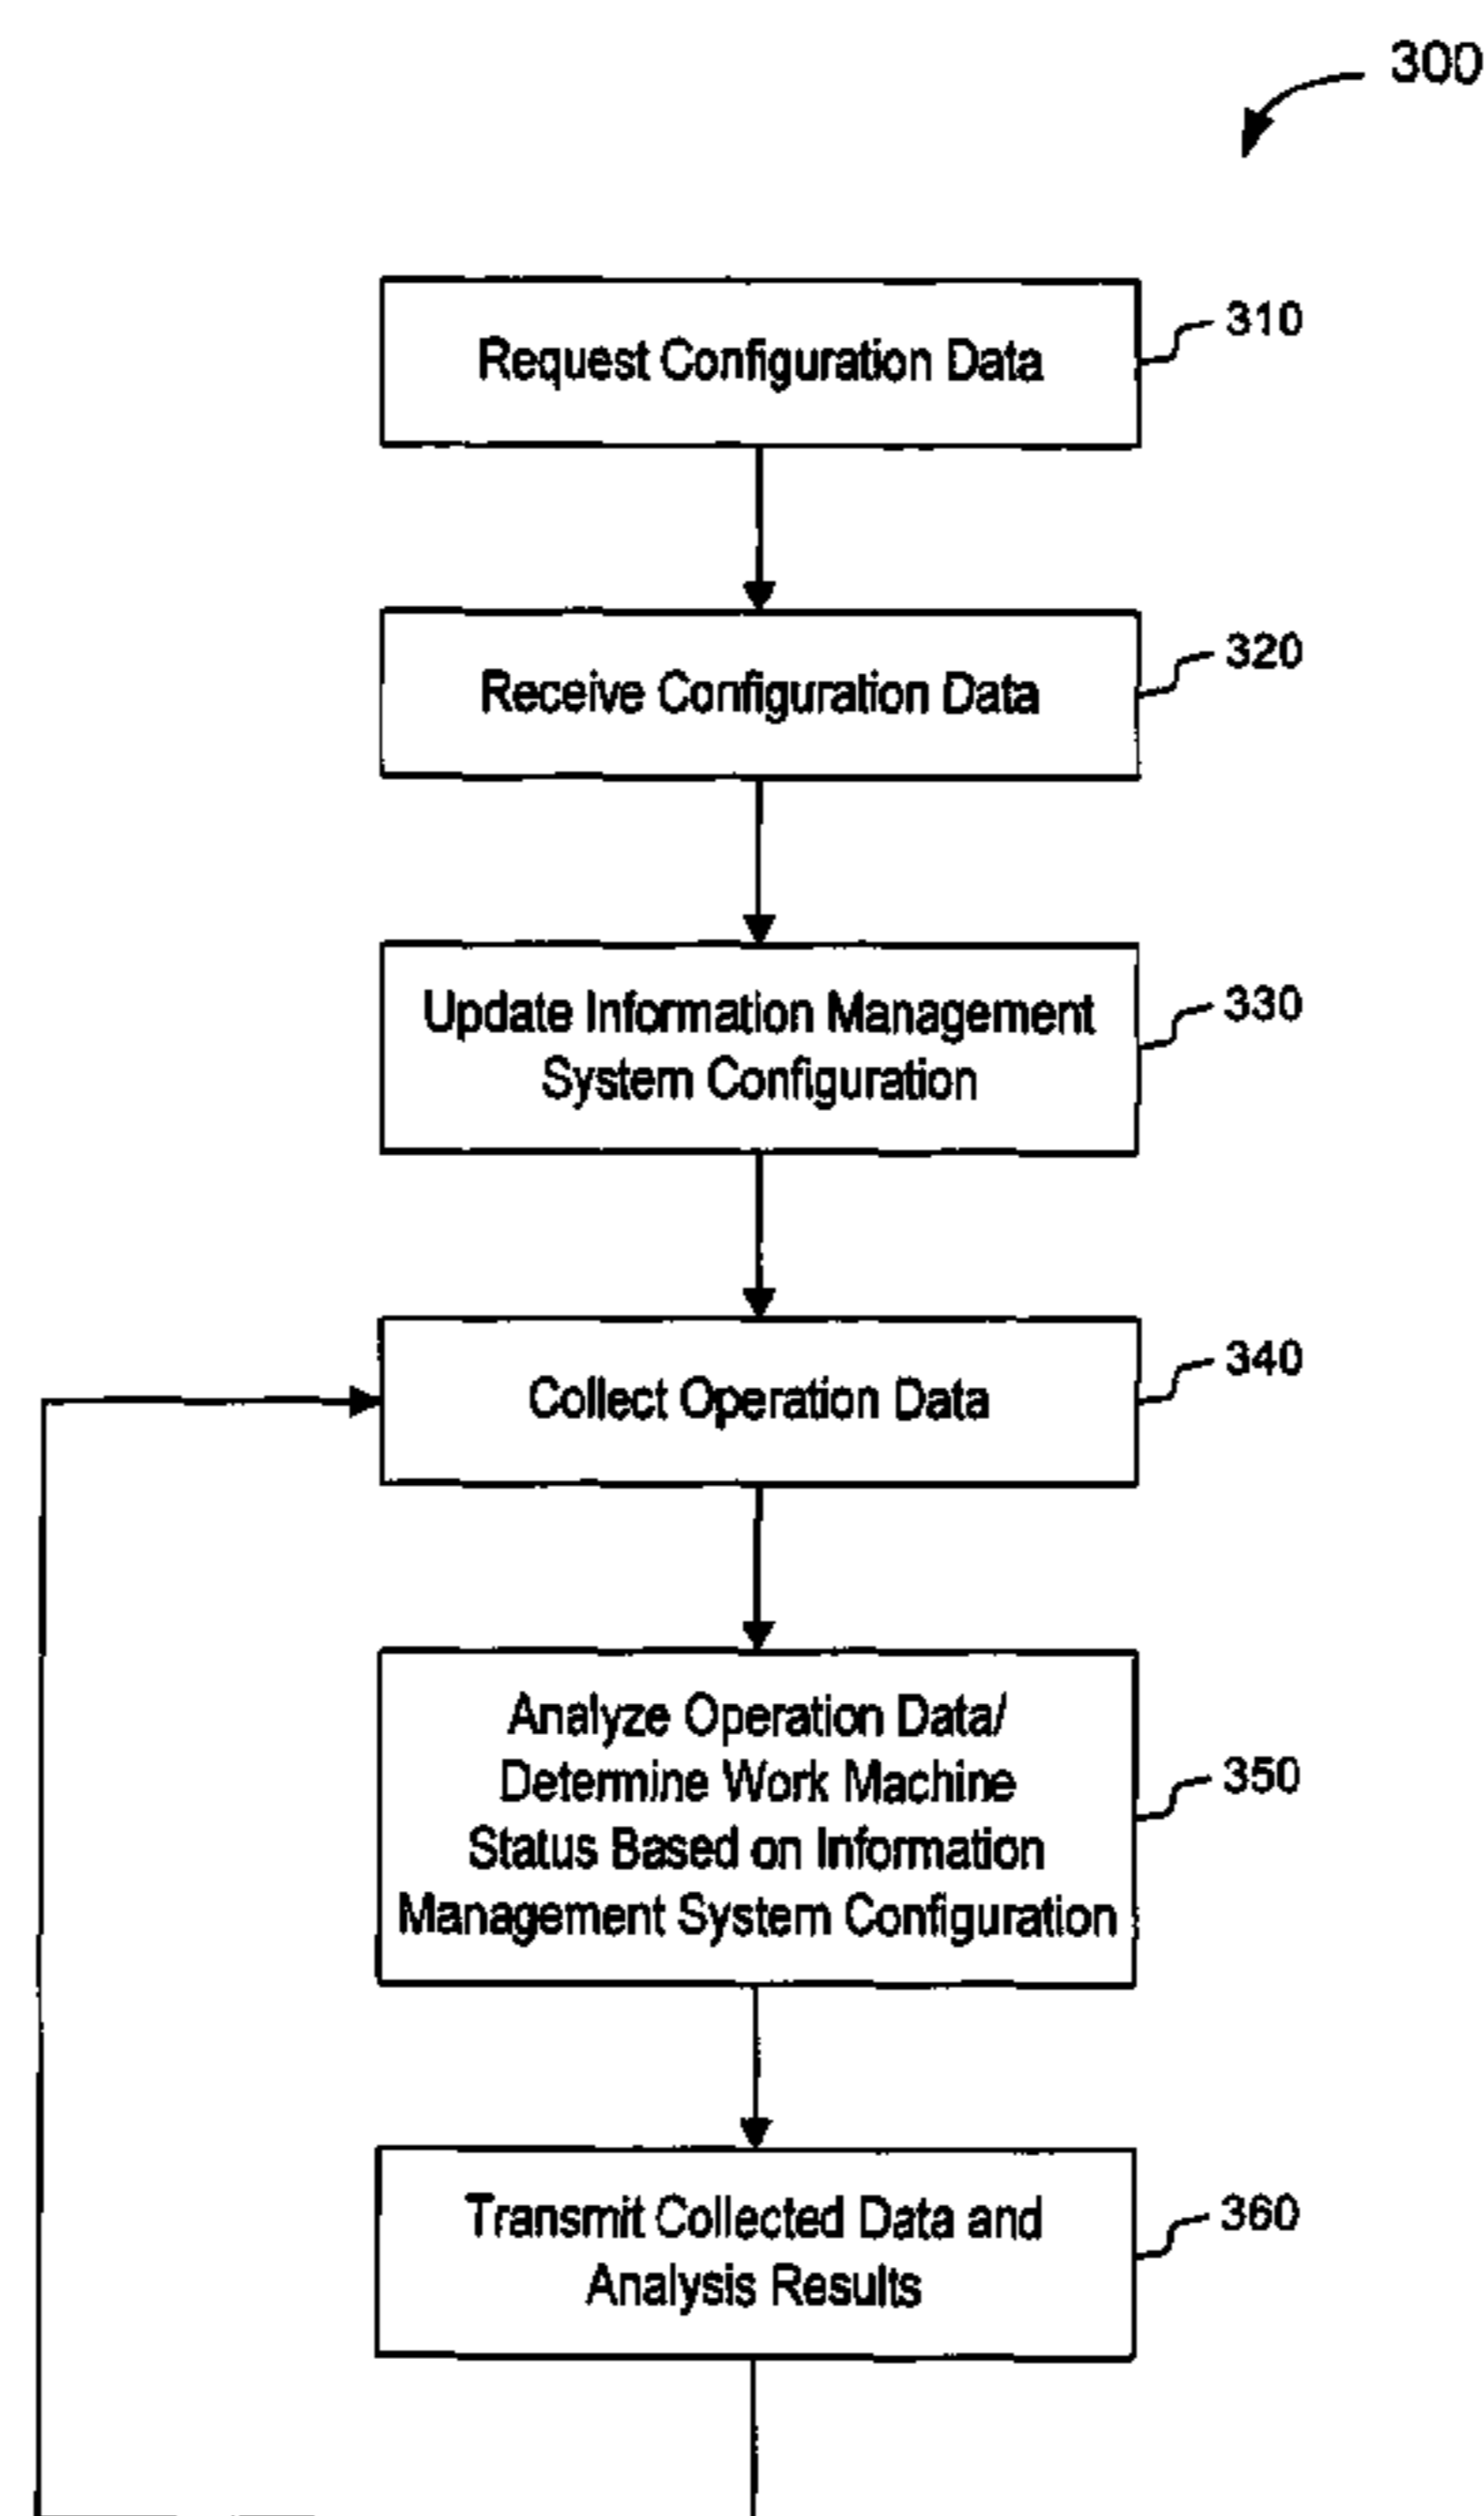 300
Request Configuration Data
310
Receive Configuration Data
320
Update Information Management
System Configuration
330
Collect Operation Data
340
Analyze Operation Data/
Determine Work Machine
Status Based on Information
Management System Configuration
350
Transmit Collected Data and
Analysis Results
360